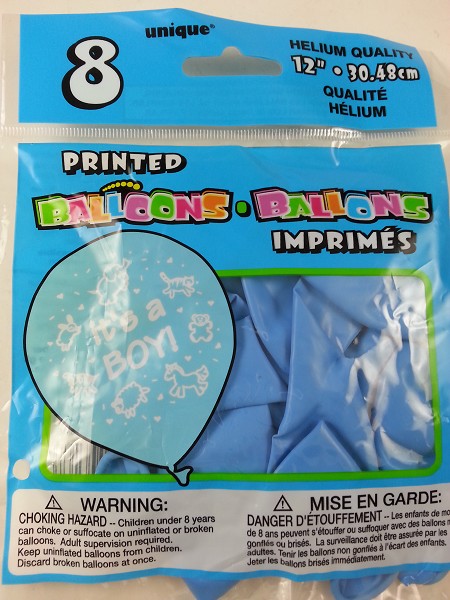 8
unique®
HELIUM QUALITY
12" • 30.48cm
QUALITÉ
HÉLIUM
PRINTED
BALLOONS • BALLONS
IMPRIMÉS
It's a
BOY!
⚠ WARNING:
CHOKING HAZARD -- Children under 8 years
can choke or suffocate on uninflated or broken
balloons. Adult supervision required.
Keep uninflated balloons from children.
Discard broken balloons at once.
⚠ MISE EN GARDE:
DANGER D'ÉTOUFFEMENT -- Les enfants de mo
de 8 ans peuvent s'étouffer ou suffoquer avec des ballons n
gonflés ou brisés. La surveillance doit être assurée par les
adultes. Tenir les ballons non gonflés à l'écart des enfants.
Jeter les ballons brisés immédiatement.